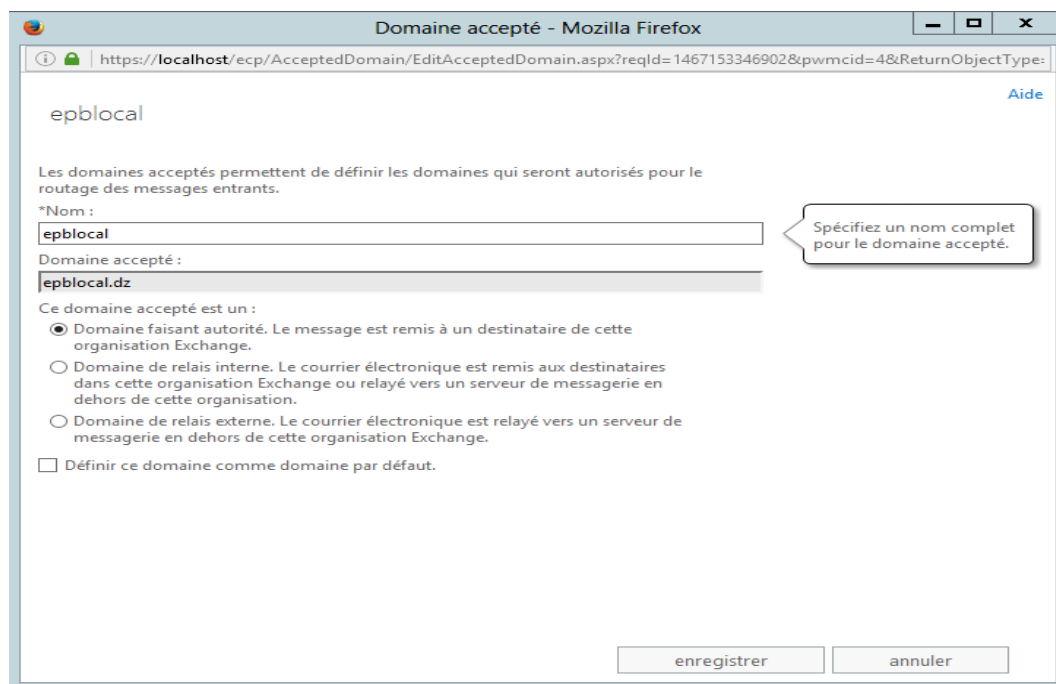 Domaine accepté - Mozilla Firefox
https://localhost/ecp/AcceptedDomain/EditAcceptedDomain.aspx?reqId=1467153346902&pwmcid=4&ReturnObjectType=
Aide
epblocal
Les domaines acceptés permettent de définir les domaines qui seront autorisés pour le
routage des messages entrants.
*Nom :
epblocal
Spécifiez un nom complet
pour le domaine accepté.
Domaine accepté :
epblocal.dz
Ce domaine accepté est un :
Domaine faisant autorité. Le message est remis à un destinataire de cette
organisation Exchange.
Domaine de relais interne. Le courrier électronique est remis aux destinataires
dans cette organisation Exchange ou relayé vers un serveur de messagerie en
dehors de cette organisation.
Domaine de relais externe. Le courrier électronique est relayé vers un serveur de
messagerie en dehors de cette organisation Exchange.
Définir ce domaine comme domaine par défaut.
enregistrer
annuler